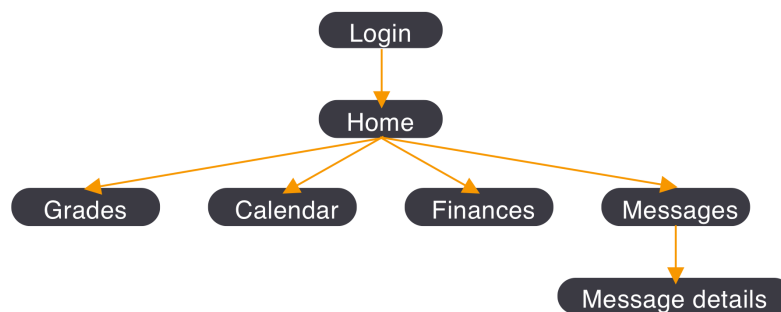 Login
Home
Grades
Calendar
Finances
Messages
Message details